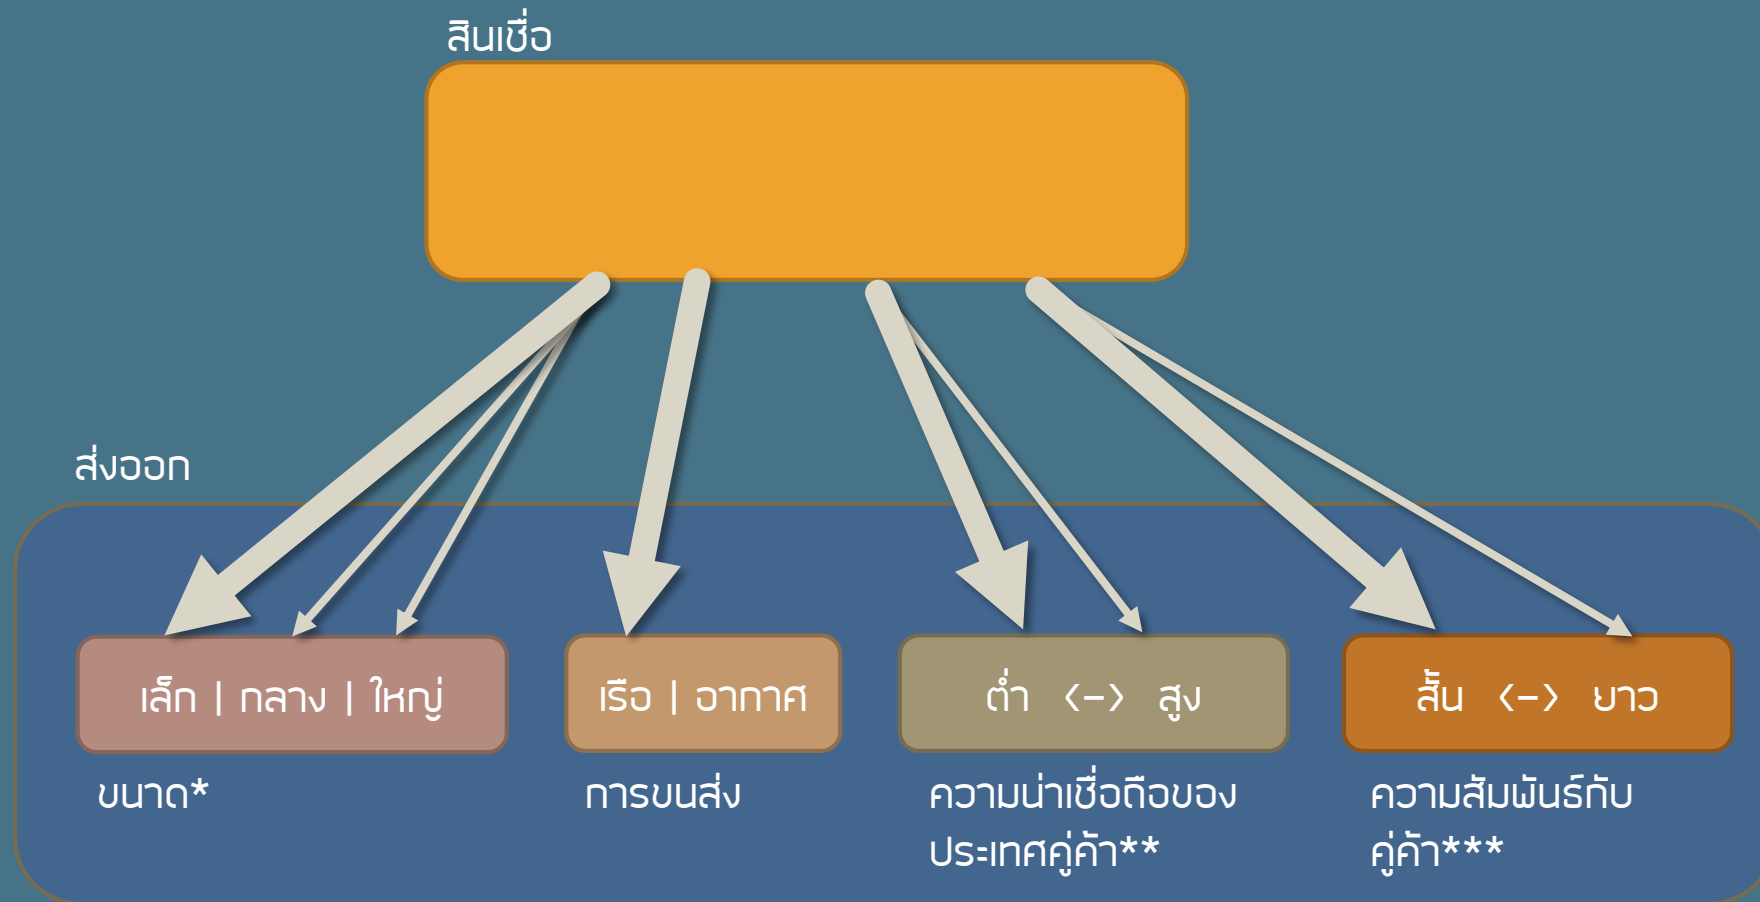 สินเชื่อ
ส่งออก
เล็ก | กลาง | ใหญ่
เรือ | อากาศ
ต่ำ <-> สูง
สั้น <-> ยาว
ขนาด*
การขนส่ง
ความน่าเชื่อถือของ
ประเทศคู่ค้า**
ความสัมพันธ์กับ
คู่ค้า***